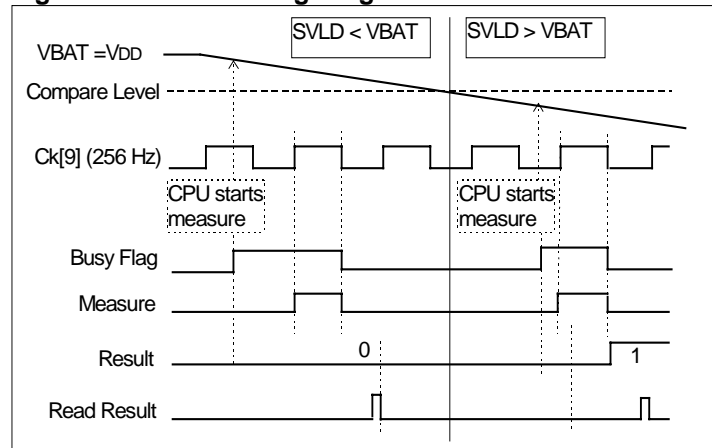 SVLD < VBAT
SVLD > VBAT
VBAT =VDD
Compare Level
Ck[9] (256 Hz)
CPU starts
measure
CPU starts
measure
Busy Flag
Measure
Result
0
1
Read Result